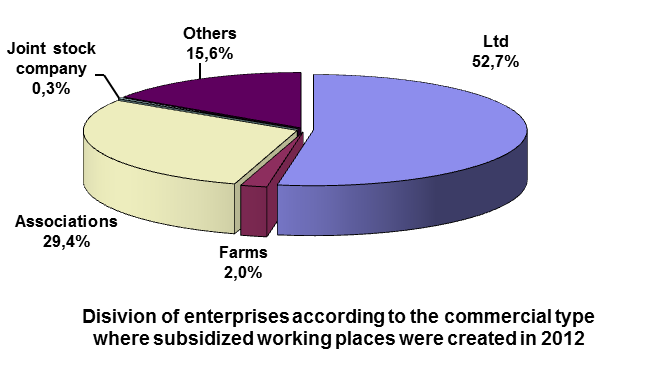 Others
15,6%
Joint stock
company
0,3%
Ltd
52,7%
Associations
29,4%
Farms
2,0%
Disivion of enterprises according to the commercial type
where subsidized working places were created in 2012